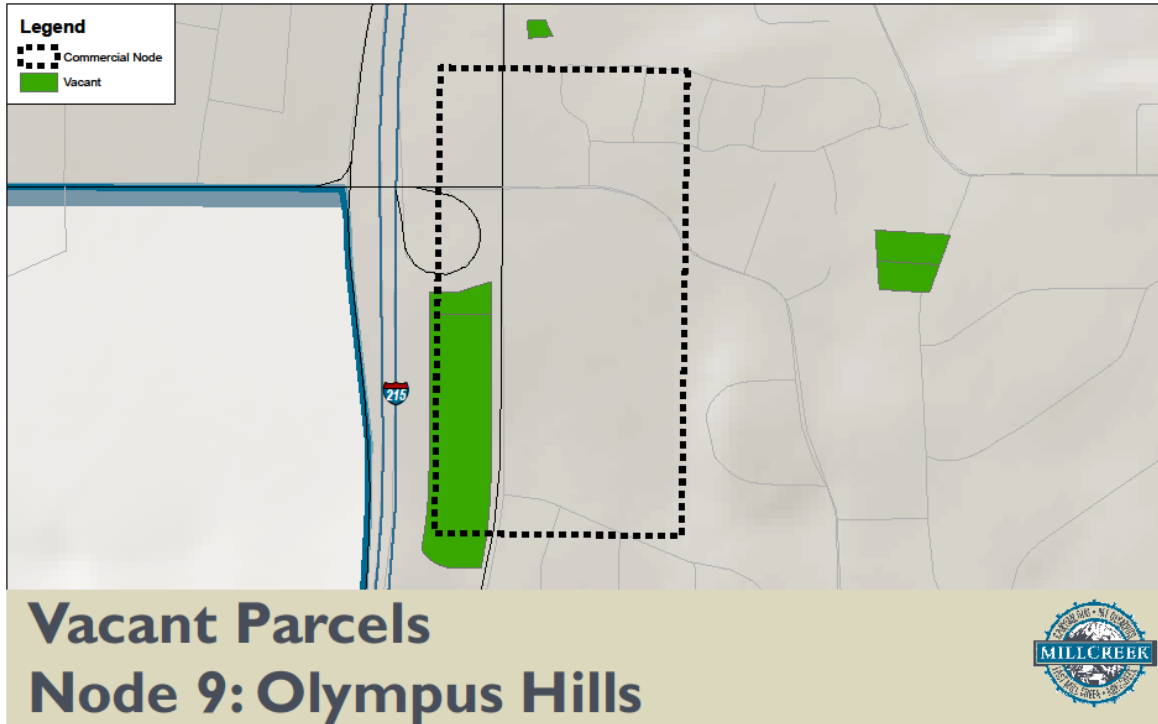 Legend
Commercial Node
Vacant
215
Vacant Parcels
Node 9: Olympus Hills
MILLCREEK